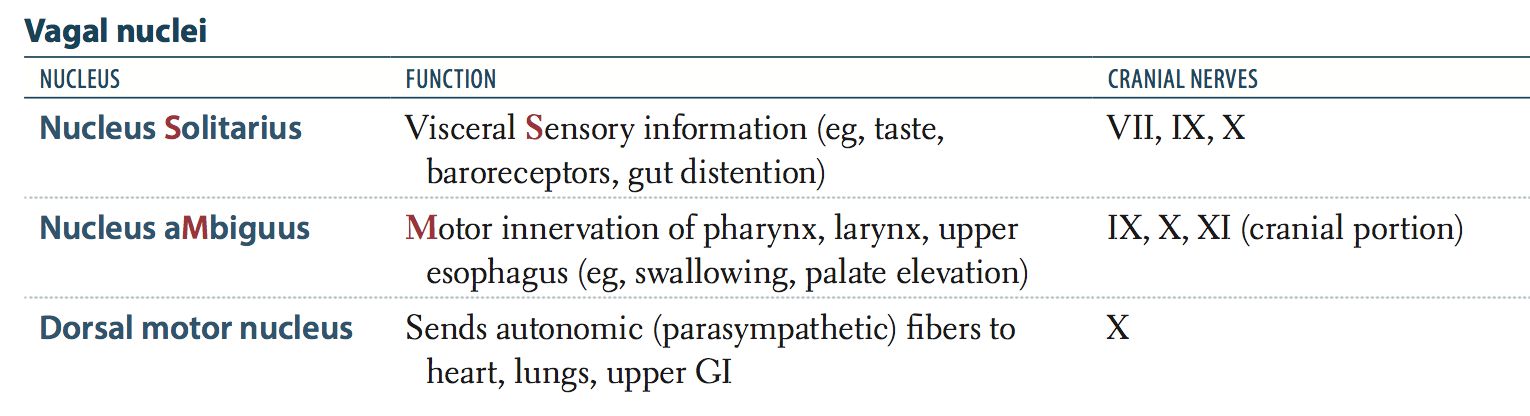 Vagal nuclei
NUCLEUS FUNCTION CRANIAL NERVES
Nucleus Solitarius Visceral Sensory information (eg, taste, VII, IX, X
baroreceptors, gut distention)
Nucleus aMbiguus Motor innervation of pharynx, larynx, upper IX, X, XI (cranial portion)
esophagus (eg, swallowing, palate elevation)
Dorsal motor nucleus Sends autonomic (parasympathetic) fibers to X
heart, lungs, upper GI